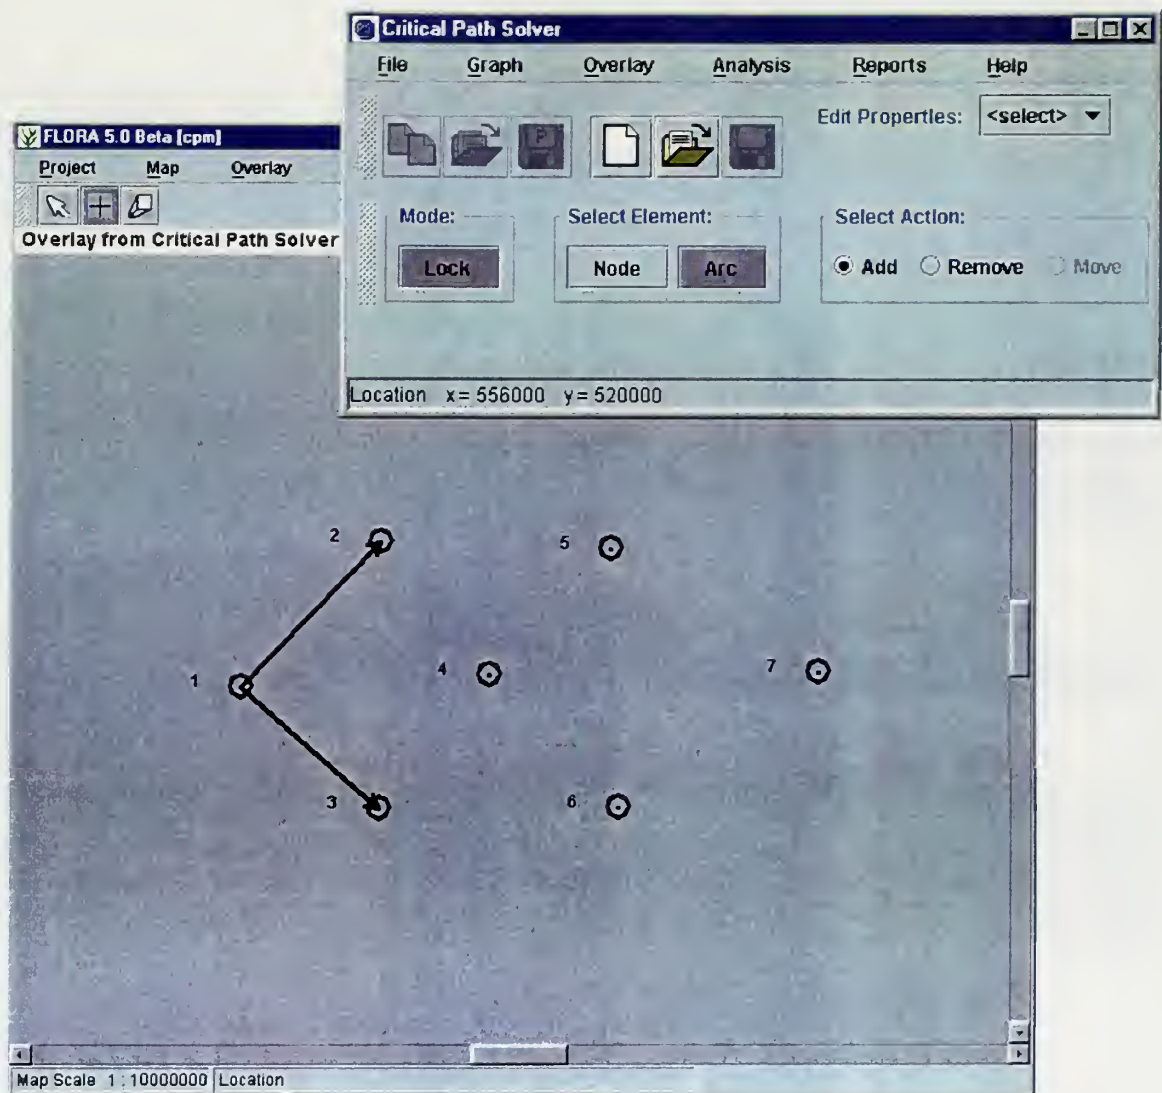 Critical Path Solver
File Graph Overlay Analysis Reports Help
Edit Properties: <select>
P
Mode: Select Element: Select Action:
Lock Node Arc Add Remove Move
Location x= 556000 y= 520000
FLORA 5.0 Beta [cpm]
Project Map Overlay
Overlay from Critical Path Solver
2 5
1 4 7
3 6
Map Scale 1 : 10000000 Location